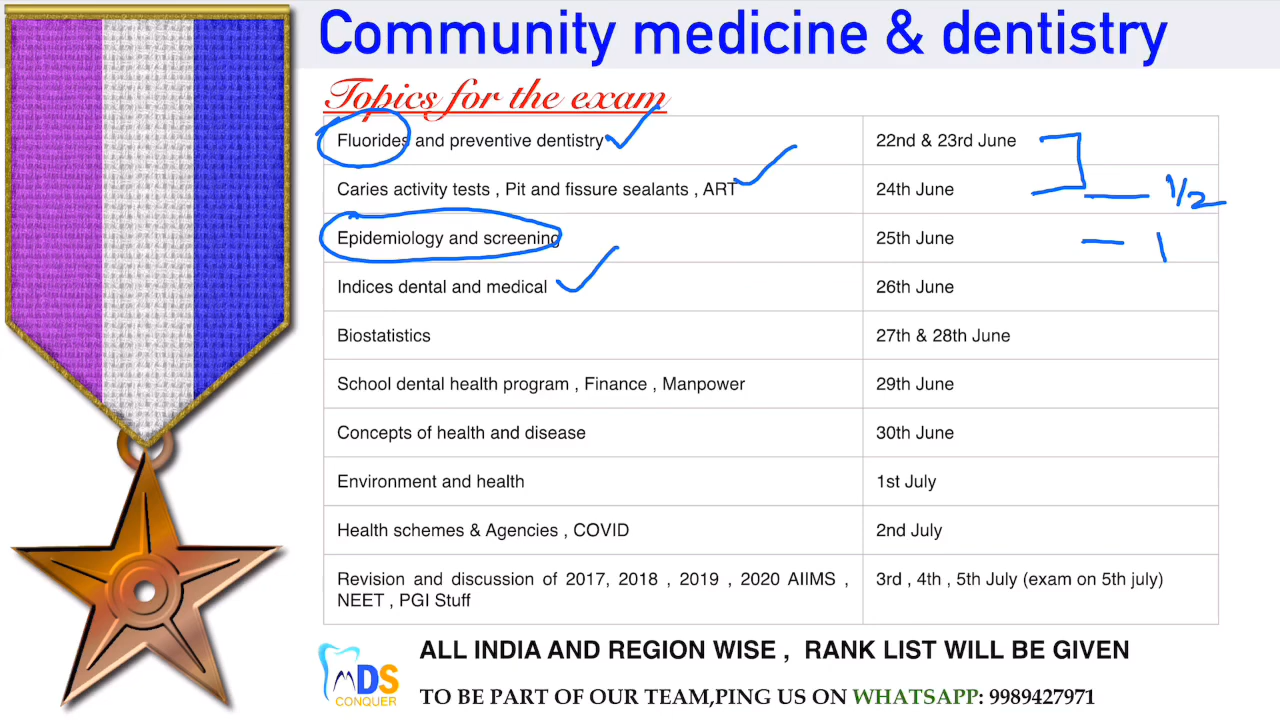 Community medicine & dentistry
Topics for the exam
Fluorides and preventive dentistry 22nd & 23rd June
Caries activity tests , Pit and fissure sealants , ART 24th June 1/2
Epidemiology and screening 25th June 1
Indices dental and medical 26th June
Biostatistics 27th & 28th June
School dental health program , Finance , Manpower 29th June
Concepts of health and disease 30th June
Environment and health 1st July
Health schemes & Agencies , COVID 2nd July
Revision and discussion of 2017, 2018 , 2019 , 2020 AIIMS , 3rd , 4th , 5th July (exam on 5th july)
NEET , PGI Stuff
ALL INDIA AND REGION WISE , RANK LIST WILL BE GIVEN
MDS
CONQUER
TO BE PART OF OUR TEAM,PING US ON WHATSAPP: 9989427971